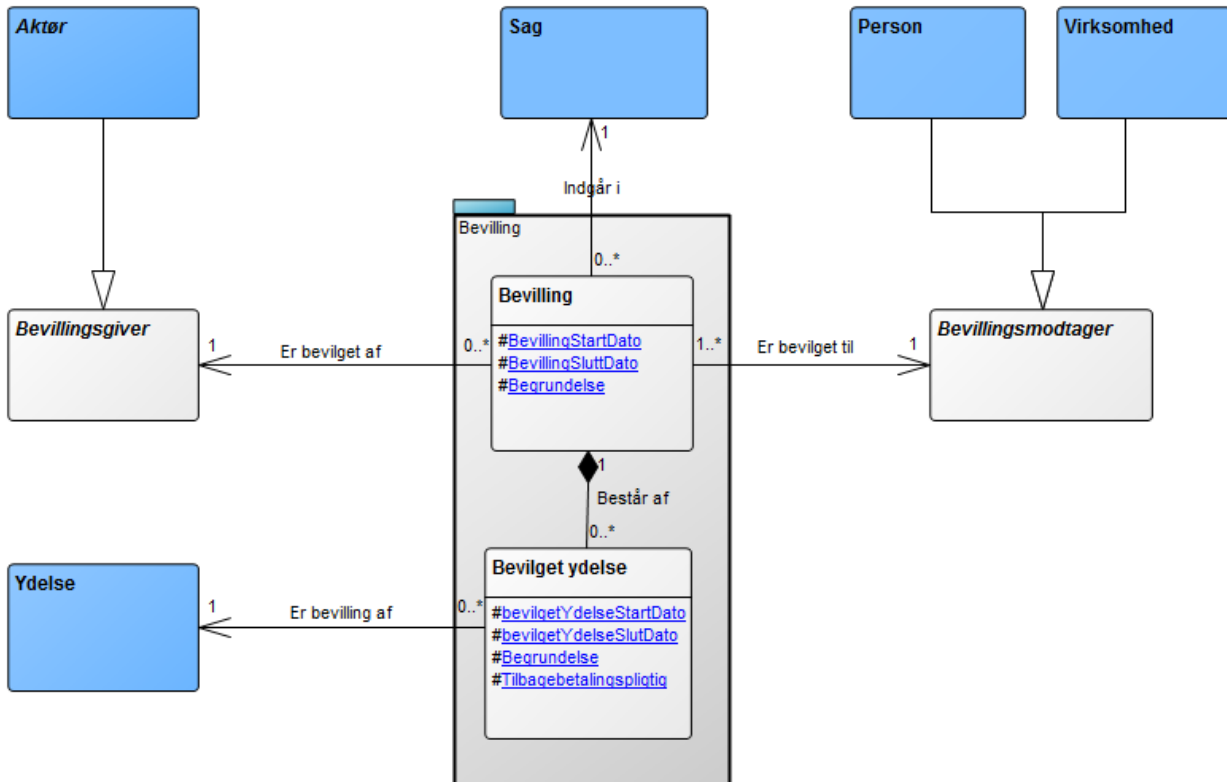 Aktør
Sag
Person
Virksomhed
1
Indgår i
Bevilling
0..*
Bevillingsgiver
1
Er bevilget af
0..*
Bevilling
#BevillingStartDato
#BevillingSluttDato
#Begrundelse
1..*
Er bevilget til
1
Bevillingsmodtager
1
Består af
0..*
Ydelse
1
Er bevilling af
0..*
Bevilget ydelse
#bevilgetYdelseStartDato
#bevilgetYdelseSlutDato
#Begrundelse
#Tilbagebetalingspligtig